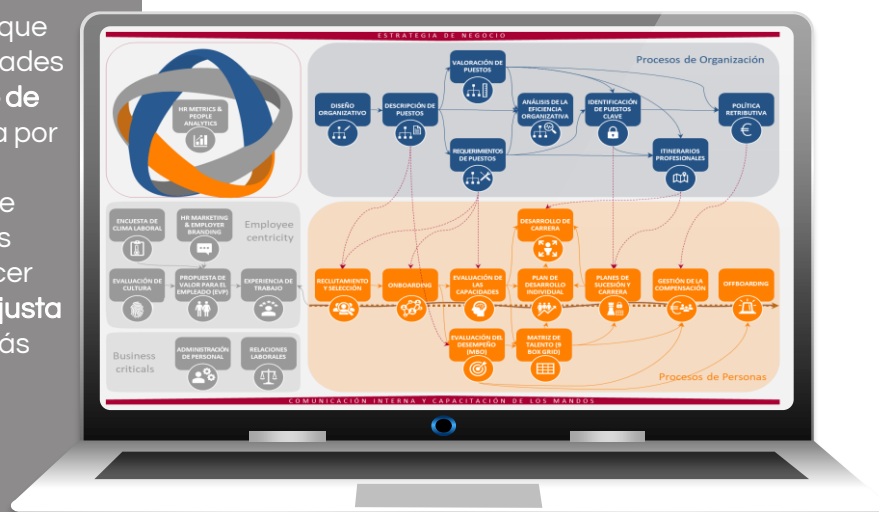 que
ades
de
a por
e
s
cer
justa
ás
ESTRATEGIA DE NEGOCIO
HR METRICS &
PEOPLE
ANALYTICS
Procesos de Organización
VALORACIÓN DE
PUESTOS
DISEÑO
ORGANIZATIVO
DESCRIPCIÓN DE
PUESTOS
ANÁLISIS DE LA
EFICIENCIA
ORGANIZATIVA
IDENTIFICACIÓN
DE PUESTOS
CLAVE
POLÍTICA
RETRIBUTIVA
REQUERIMIENTOS
DE PUESTOS
ITINERARIOS
PROFESIONALES
ENCUESTA DE
CLIMA LABORAL
HR MARKETING
& EMPLOYER
BRANDING
Employee
centricity
EVALUACIÓN DE
CULTURA
PROPUESTA DE
VALOR PARA EL
EMPLEADO (EVP)
EXPERIENCIA DE
TRABAJO
Business
criticals
ADMINISTRACIÓN
DE PERSONAL
RELACIONES
LABORALES
DESARROLLO DE
CARRERA
RECLUTAMIENTO
Y SELECCIÓN
ONBOARDING
EVALUACIÓN DE
LAS
CAPACIDADES
PLAN DE
DESARROLLO
INDIVIDUAL
PLANES DE
SUCESIÓN Y
CARRERA
GESTIÓN DE LA
COMPENSACIÓN
OFFBOARDING
EVALUACIÓN DEL
DESEMPEÑO
(MBO)
MATRIZ DE
TALENTO (9
BOX GRID)
Procesos de Personas
COMUNICACIÓN INTERNA Y CAPACITACIÓN DE LOS MANDOS